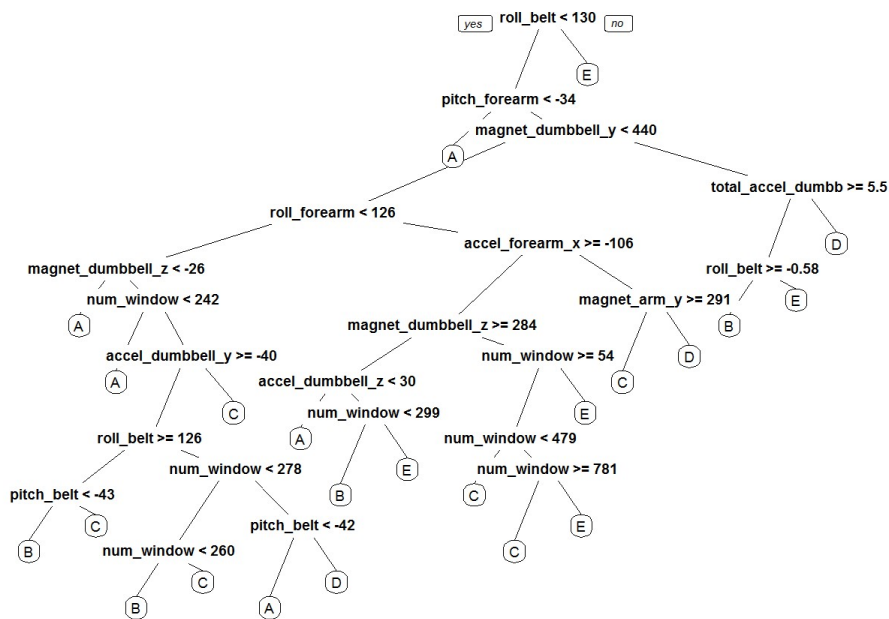 yes roll_belt < 130 no
E
pitch_forearm < -34
magnet_dumbbell_y < 440
A
total_accel_dumbb >= 5.5
roll_forearm < 126
accel_forearm_x >= -106
D
magnet_dumbbell_z < -26
roll_belt >= -0.58
num_window < 242
magnet_arm_y >= 291
E
A
magnet_dumbbell_z >= 284
B
accel_dumbbell_y >= -40
num_window >= 54
D
A
accel_dumbbell_z < 30
C
C
num_window < 299
E
roll_belt >= 126
A
num_window < 479
num_window < 278
E
num_window >= 781
pitch_belt < -43
B
C
C
pitch_belt < -42
E
B
num_window < 260
C
C
D
B
A